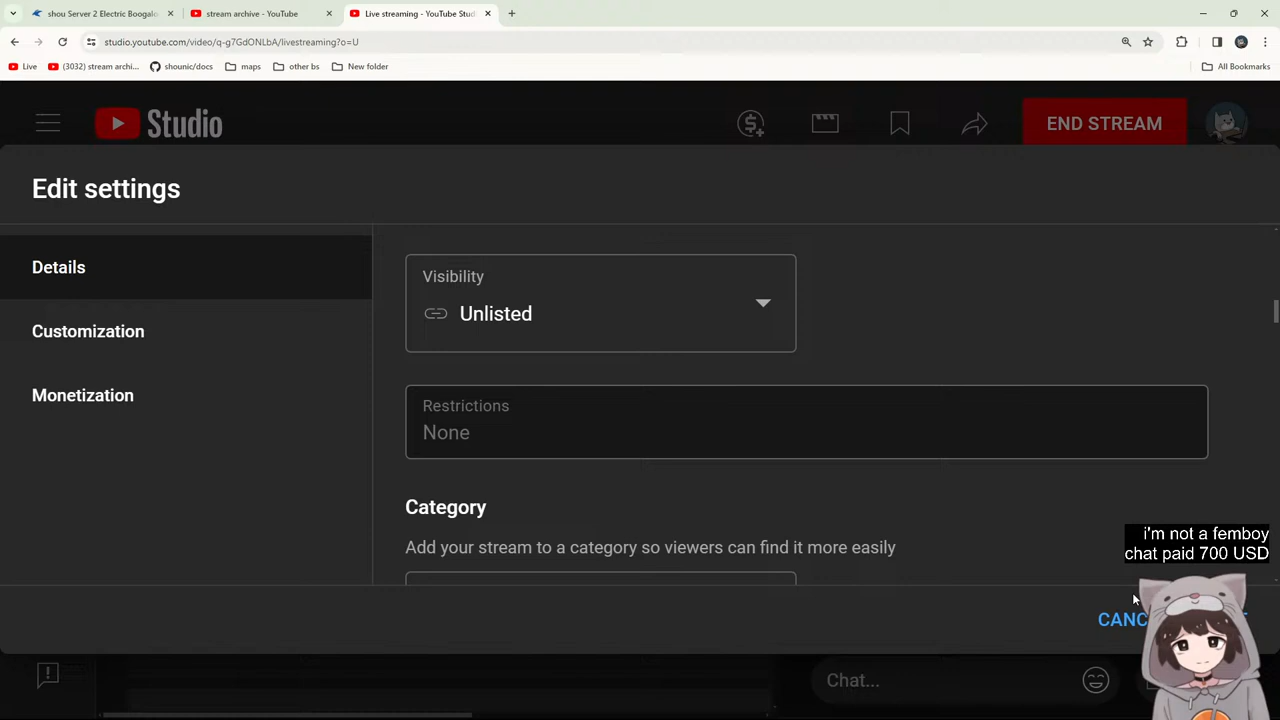 shou Server 2 Electric Boogalo
stream archive - YouTube
Live streaming - YouTube Stud
studio.youtube.com/video/q-g7GdONLbA/livestreaming?o=U
Live
(3032) stream archi...
shounic/docs
maps
other bs
New folder
All Bookmarks
Studio
END STREAM
Edit settings
Details
Customization
Monetization
Visibility
Unlisted
Restrictions
None
Category
Add your stream to a category so viewers can find it more easily
i'm not a femboy
chat paid 700 USD
CANC
Chat...